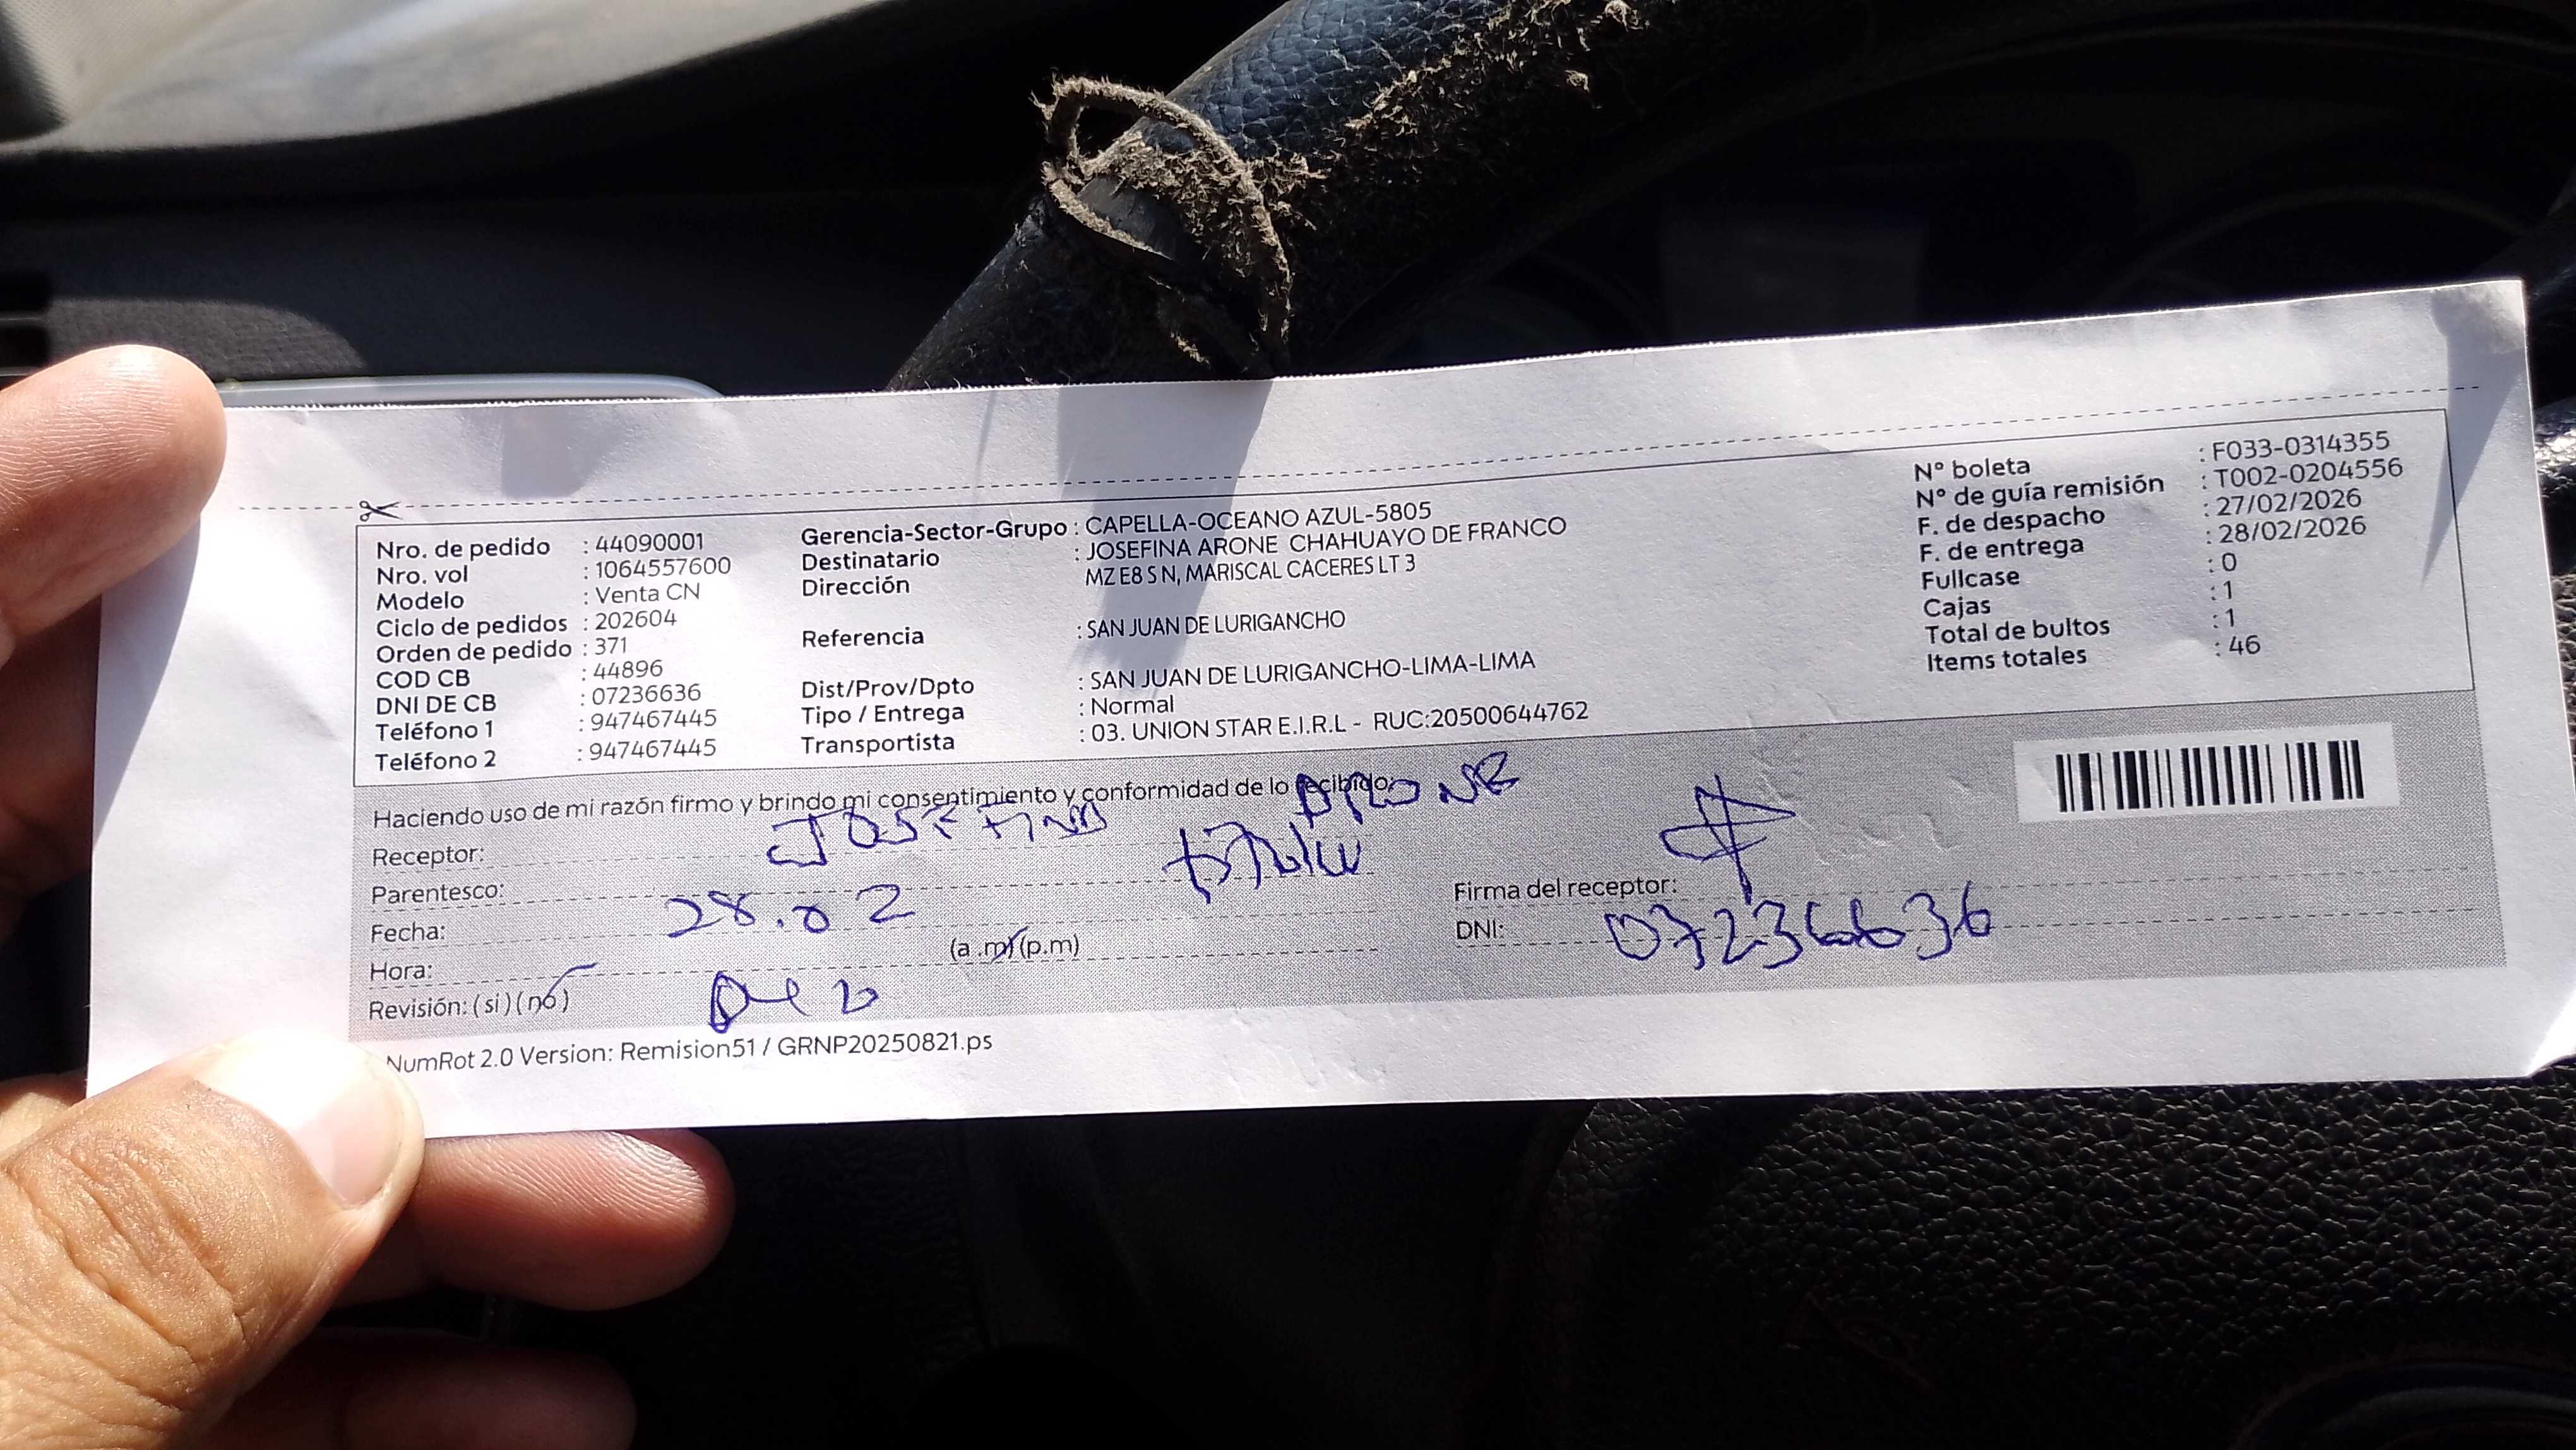 Nro. de pedido : 44090001
Nro. vol : 1064557600
Modelo : Venta CN
Ciclo de pedidos : 202604
Orden de pedido : 371
COD CB : 44896
DNI DE CB : 07236636
Teléfono 1 : 947467445
Teléfono 2 : 947467445
Gerencia-Sector-Grupo : CAPELLA-OCEANO AZUL-5805
Destinatario : JOSEFINA ARONE CHAHUAYO DE FRANCO
Dirección MZ E8 S N, MARISCAL CACERES LT 3
Referencia : SAN JUAN DE LURIGANCHO
Dist/Prov/Dpto : SAN JUAN DE LURIGANCHO-LIMA-LIMA
Tipo / Entrega : Normal
Transportista : 03. UNION STAR E.I.R.L - RUC:20500644762
N° boleta : F033-0314355
N° de guía remisión : T002-0204556
F. de despacho : 27/02/2026
F. de entrega : 28/02/2026
Fullcase : 0
Cajas : 1
Total de bultos : 1
Items totales : 46
Haciendo uso de mi razón firmo y brindo mi consentimiento y conformidad de lo recibido:
Receptor: JOSEFINA ARONE
Parentesco:
Fecha: 28.02
Hora: (a.m)(p.m)
Revisión: (si) (no)
Firma del receptor:
DNI: 07236636
NumRot 2.0 Version: Remision51 / GRNP20250821.ps